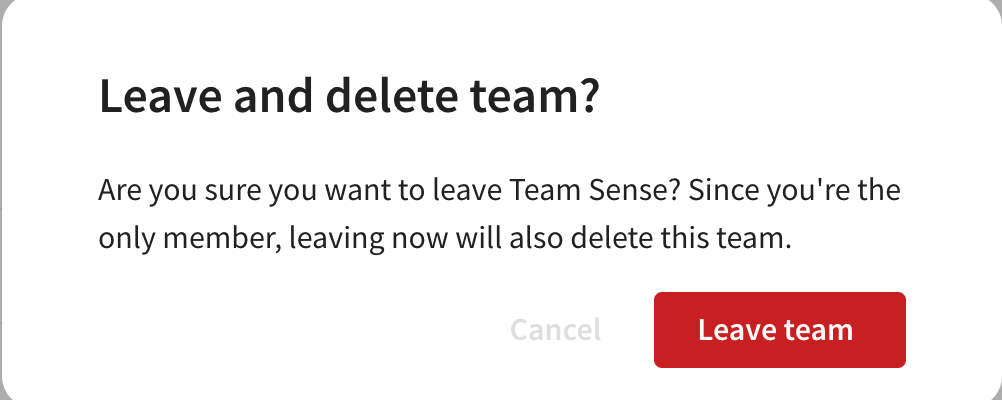 Leave and delete team?
Are you sure you want to leave Team Sense? Since you're the
only member, leaving now will also delete this team.
Cancel
Leave team